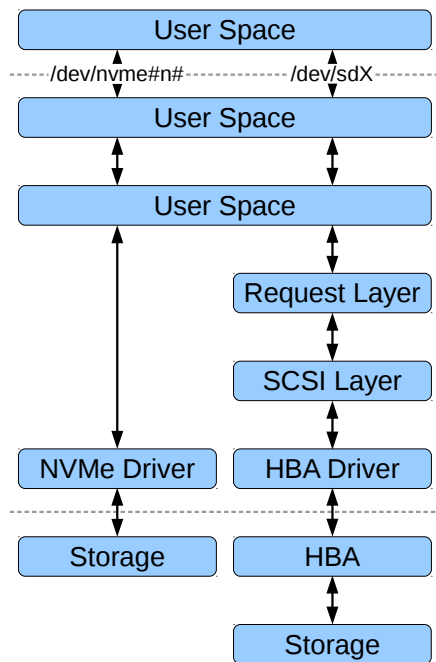 User Space
/dev/nvme#n# /dev/sdX
User Space
User Space
Request Layer
SCSI Layer
NVMe Driver HBA Driver
Storage HBA
Storage